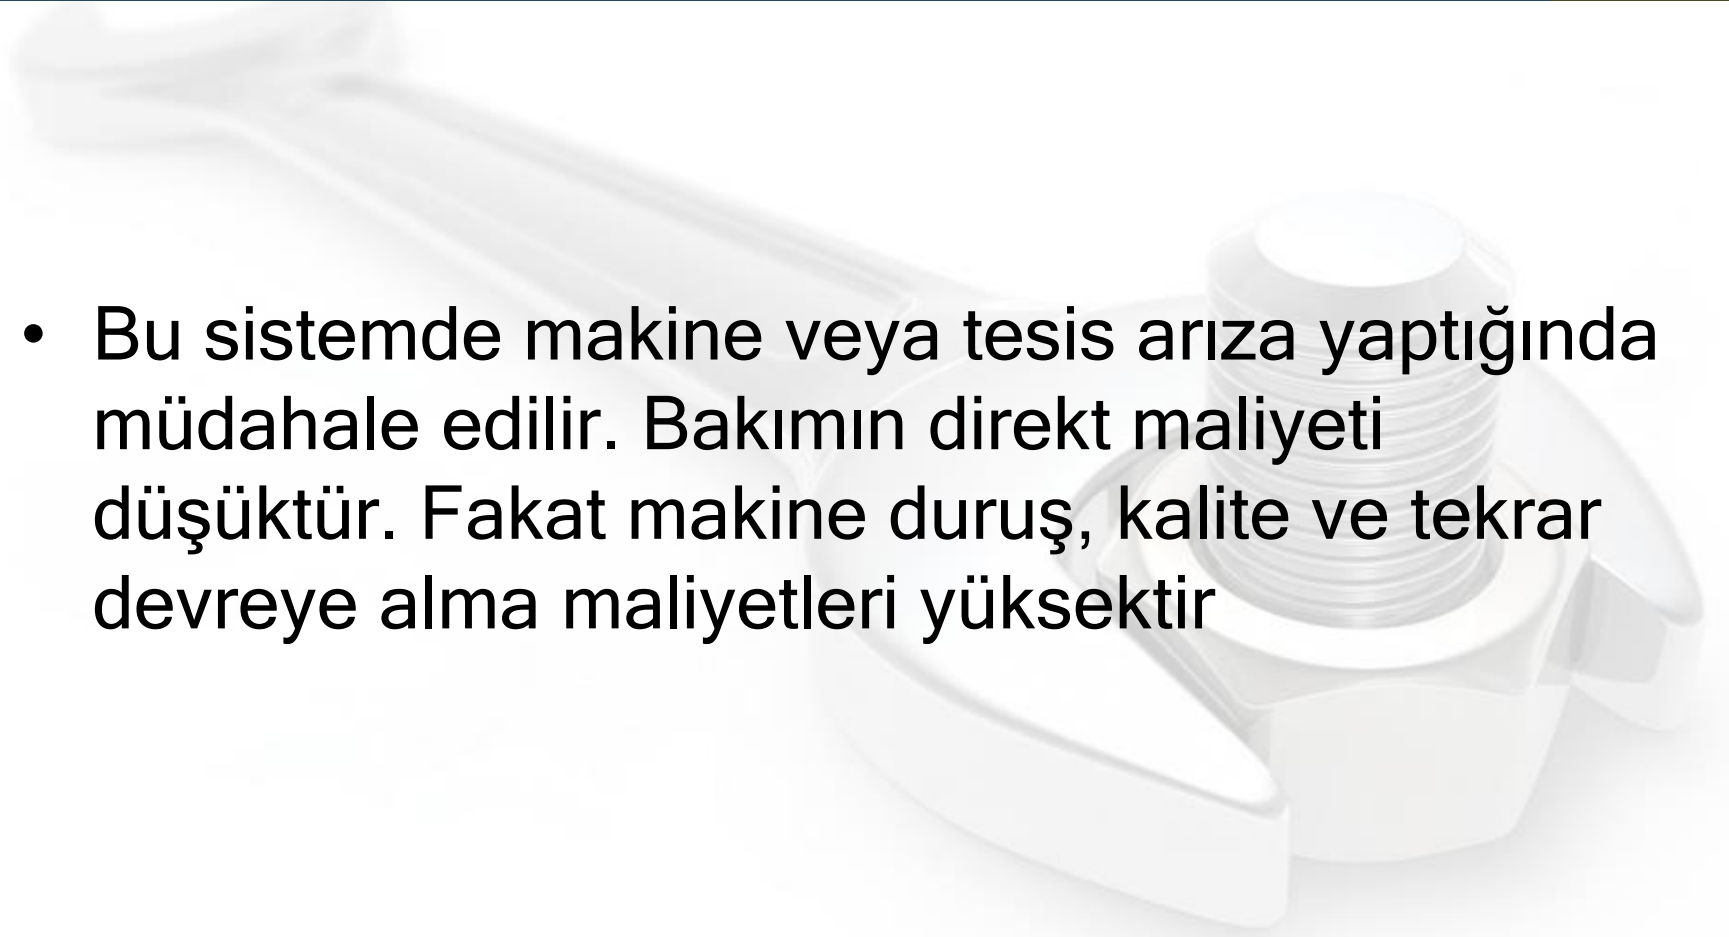 • Bu sistemde makine veya tesis arıza yaptığında
müdahale edilir. Bakımın direkt maliyeti
düşüktür. Fakat makine duruş, kalite ve tekrar
devreye alma maliyetleri yüksektir